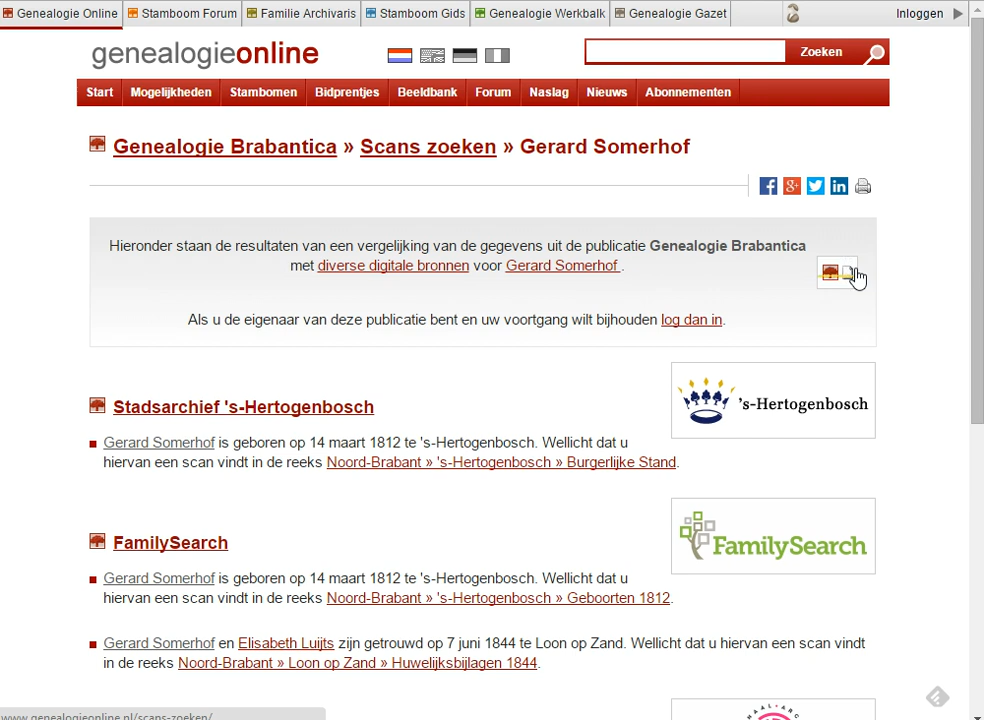 Genealogie Online Stamboom Forum Familie Archivaris Stamboom Gids Genealogie Werkbalk Genealogie Gazet Inloggen
genealogieonline Zoeken
Start Mogelijkheden Stambomen Bidprentjes Beeldbank Forum Naslag Nieuws Abonnementen
Genealogie Brabantica » Scans zoeken » Gerard Somerhof
Hieronder staan de resultaten van een vergelijking van de gegevens uit de publicatie Genealogie Brabantica
met diverse digitale bronnen voor Gerard Somerhof .
Als u de eigenaar van deze publicatie bent en uw voortgang wilt bijhouden log dan in.
Stadsarchief 's-Hertogenbosch
's-Hertogenbosch
Gerard Somerhof is geboren op 14 maart 1812 te 's-Hertogenbosch. Wellicht dat u
hiervan een scan vindt in de reeks Noord-Brabant » 's-Hertogenbosch » Burgerlijke Stand.
FamilySearch
FamilySearch
Gerard Somerhof is geboren op 14 maart 1812 te 's-Hertogenbosch. Wellicht dat u
hiervan een scan vindt in de reeks Noord-Brabant » 's-Hertogenbosch » Geboorten 1812.
Gerard Somerhof en Elisabeth Luijts zijn getrouwd op 7 juni 1844 te Loon op Zand. Wellicht dat u hiervan een scan vindt
in de reeks Noord-Brabant » Loon op Zand » Huwelijksbijlagen 1844.
www.genealogieonline.nl/scans-zoeken/